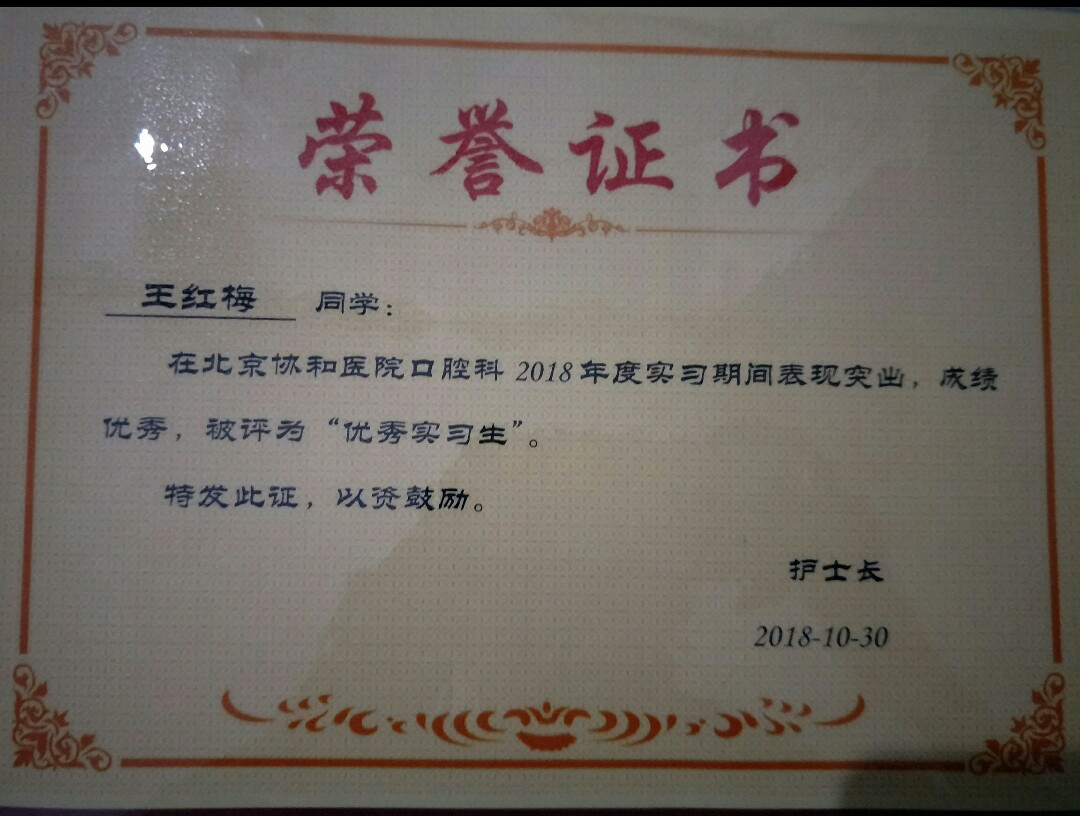 荣誉证书
王红梅 同学：
在北京协和医院口腔科 2018 年度实习期间表现突出，成绩
优秀，被评为“优秀实习生”。
特发此证，以资鼓励。
护士长
2018-10-30